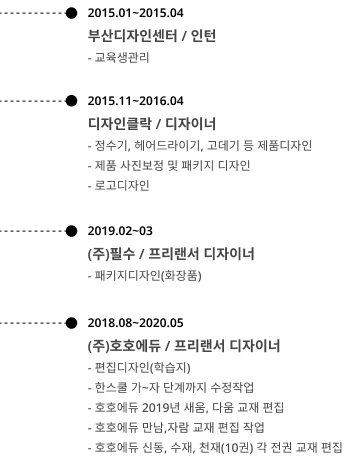 2015.01~2015.04
부산디자인센터 / 인턴
- 교육생관리
2015.11~2016.04
디자인클락 / 디자이너
- 정수기, 헤어드라이기, 고데기 등 제품디자인
- 제품 사진보정 및 패키지 디자인
- 로고디자인
2019.02~03
(주)필수 / 프리랜서 디자이너
- 패키지디자인(화장품)
2018.08~2020.05
(주)호호에듀 / 프리랜서 디자이너
- 편집디자인(학습지)
- 한스쿨 가~자 단계까지 수정작업
- 호호에듀 2019년 새움, 다움 교재 편집
- 호호에듀 만남,자람 교재 편집 작업
- 호호에듀 신동, 수재, 천재(10권) 각 전권 교재 편집